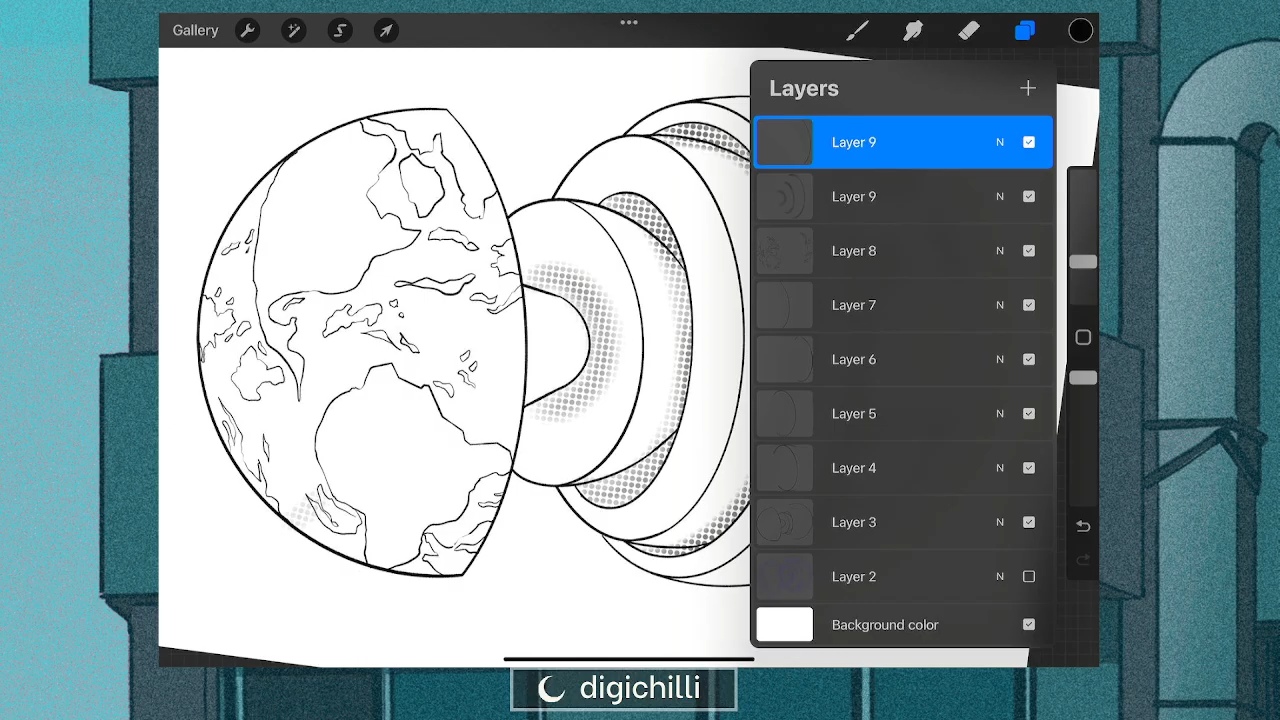 Gallery
Layers
Layer 9 N
Layer 9 N
Layer 8 N
Layer 7 N
Layer 6 N
Layer 5 N
Layer 4 N
Layer 3 N
Layer 2 N
Background color
digichilli